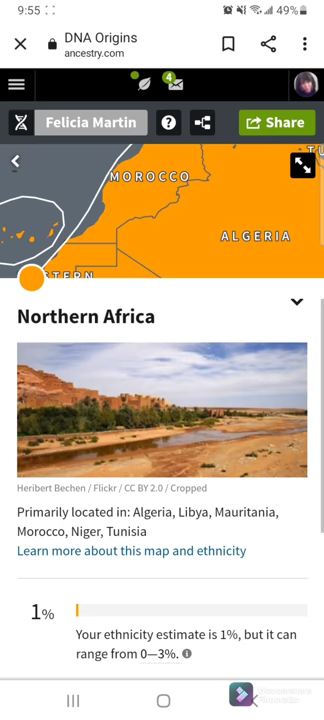 9:55
49%
DNA Origins
ancestry.com
4
Felicia Martin
?
Share
TU
MOROCCO
ALGERIA
STERN
Northern Africa
Heribert Bechen / Flickr / CC BY 2.0 / Cropped
Primarily located in: Algeria, Libya, Mauritania,
Morocco, Niger, Tunisia
Learn more about this map and ethnicity
1%
Your ethnicity estimate is 1%, but it can
range from 0—3%.